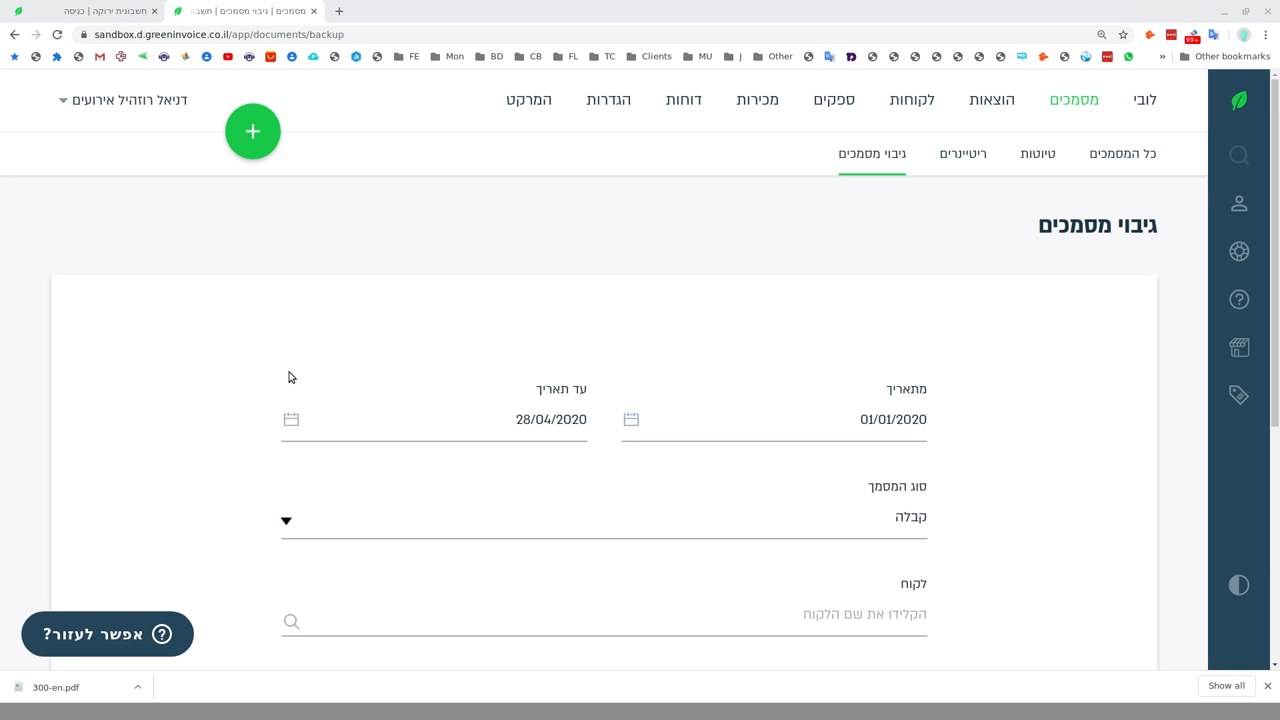 חשבונית ירוקה | כניסה
מסמכים | גיבוי מסמכים | חשבו
sandbox.d.greeninvoice.co.il/app/documents/backup
99+
FE
Mon
BD
CB
FL
TC
Clients
MU
J
Other
»
Other bookmarks
לובי
מסמכים
הוצאות
לקוחות
ספקים
מכירות
דוחות
הגדרות
המרקט
דניאל רוזהיל אירועים
כל המסמכים
טיוטות
ריטיינרים
גיבוי מסמכים
גיבוי מסמכים
מתאריך
עד תאריך
01/01/2020
28/04/2020
סוג המסמך
קבלה
לקוח
הקלידו את שם הלקוח
אפשר לעזור?
300-en.pdf
Show all